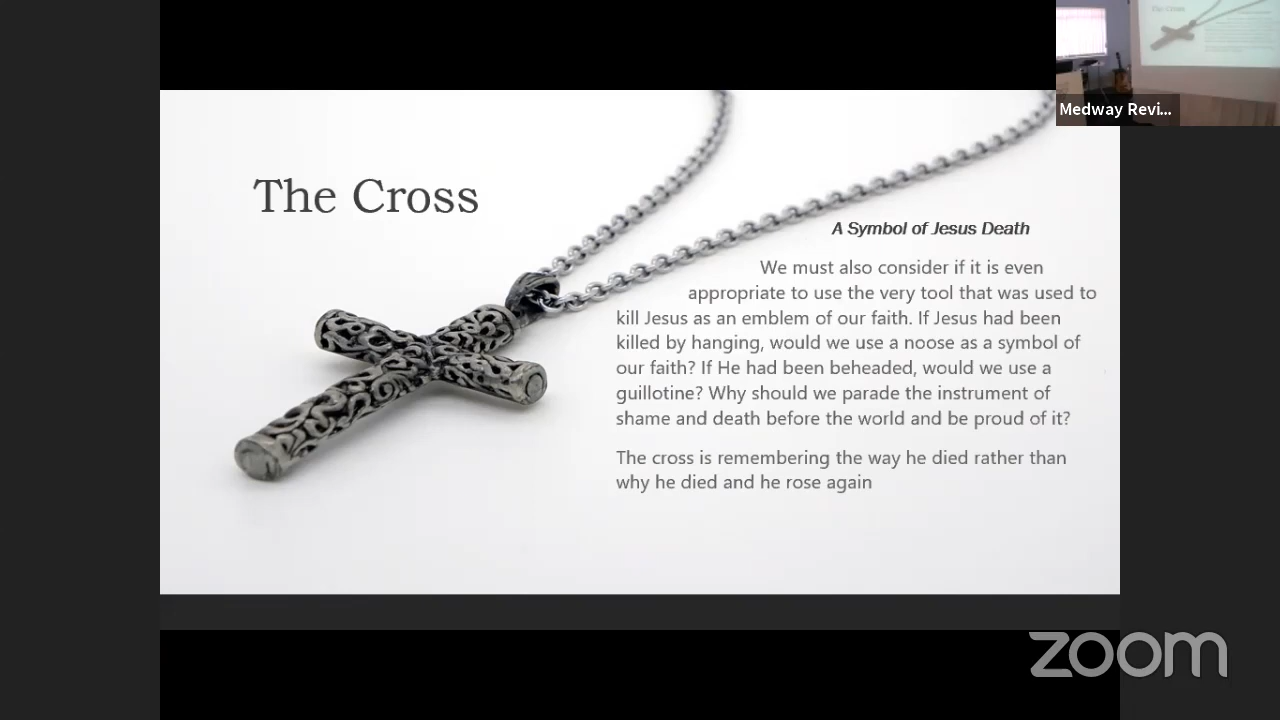 Medway Revi...
The Cross
A Symbol of Jesus Death
We must also consider if it is even
appropriate to use the very tool that was used to
kill Jesus as an emblem of our faith. If Jesus had been
killed by hanging, would we use a noose as a symbol of
our faith? If He had been beheaded, would we use a
guillotine? Why should we parade the instrument of
shame and death before the world and be proud of it?
The cross is remembering the way he died rather than
why he died and he rose again
zoom